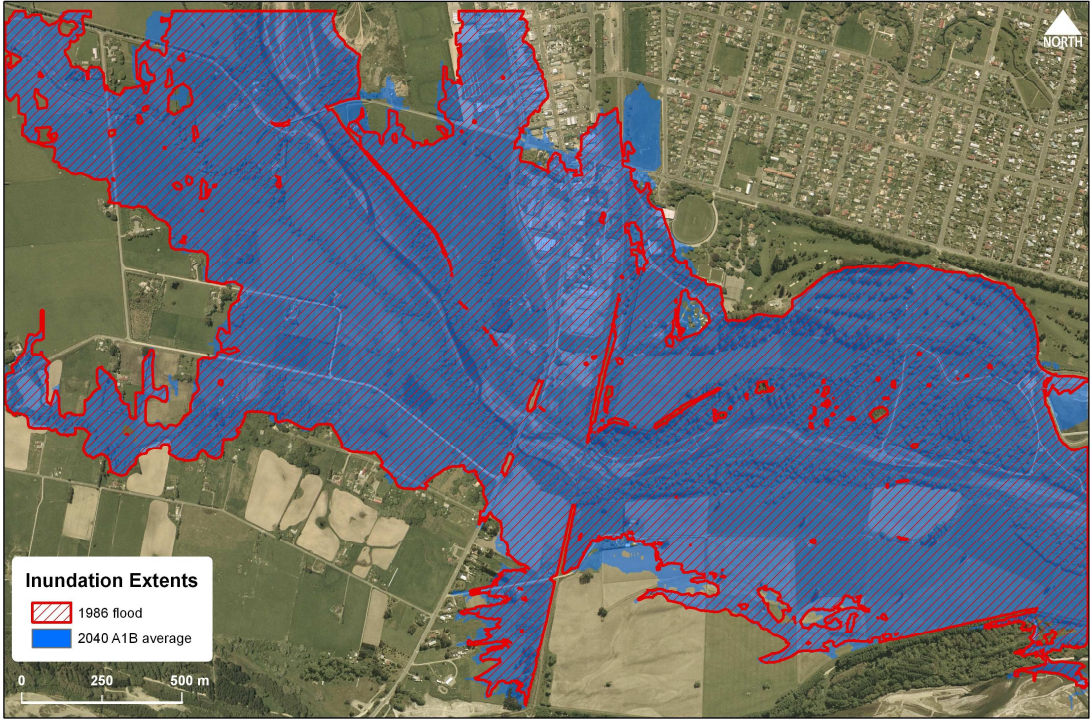 NORTH
Inundation Extents
1986 flood
2040 A1B average
0 250 500 m